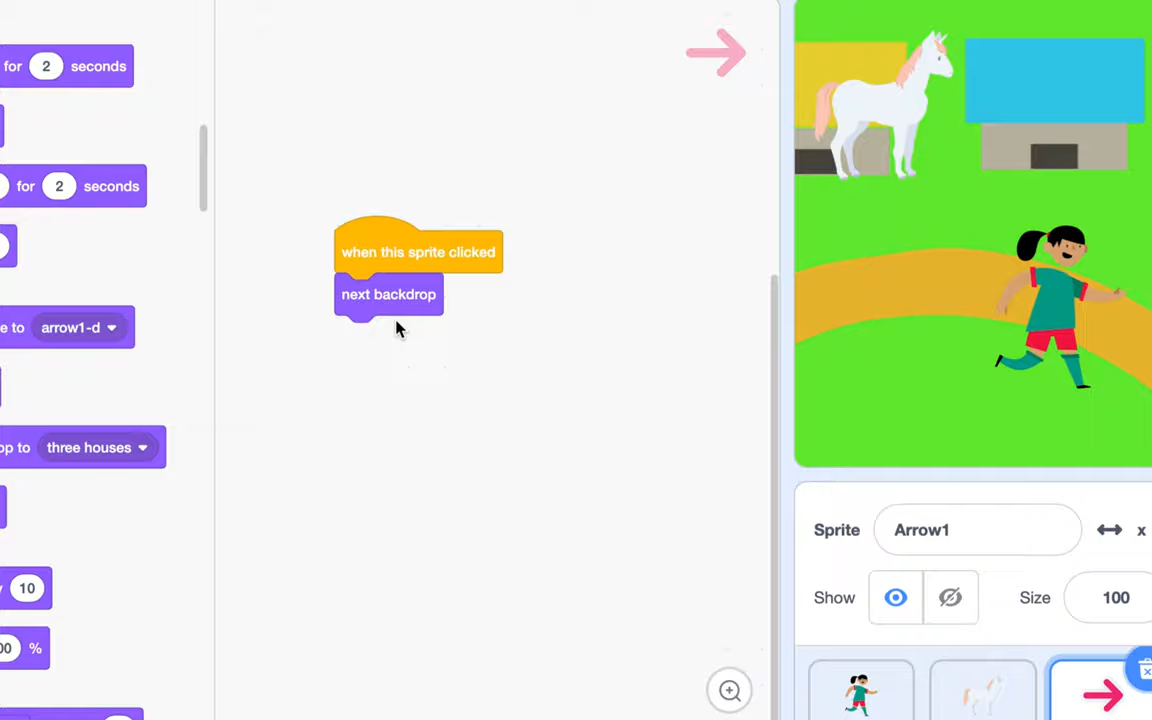 for 2 seconds
for 2 seconds
when this sprite clicked
next backdrop
e to arrow1-d
op to three houses
10
00 %
Sprite Arrow1 x
Show Size 100